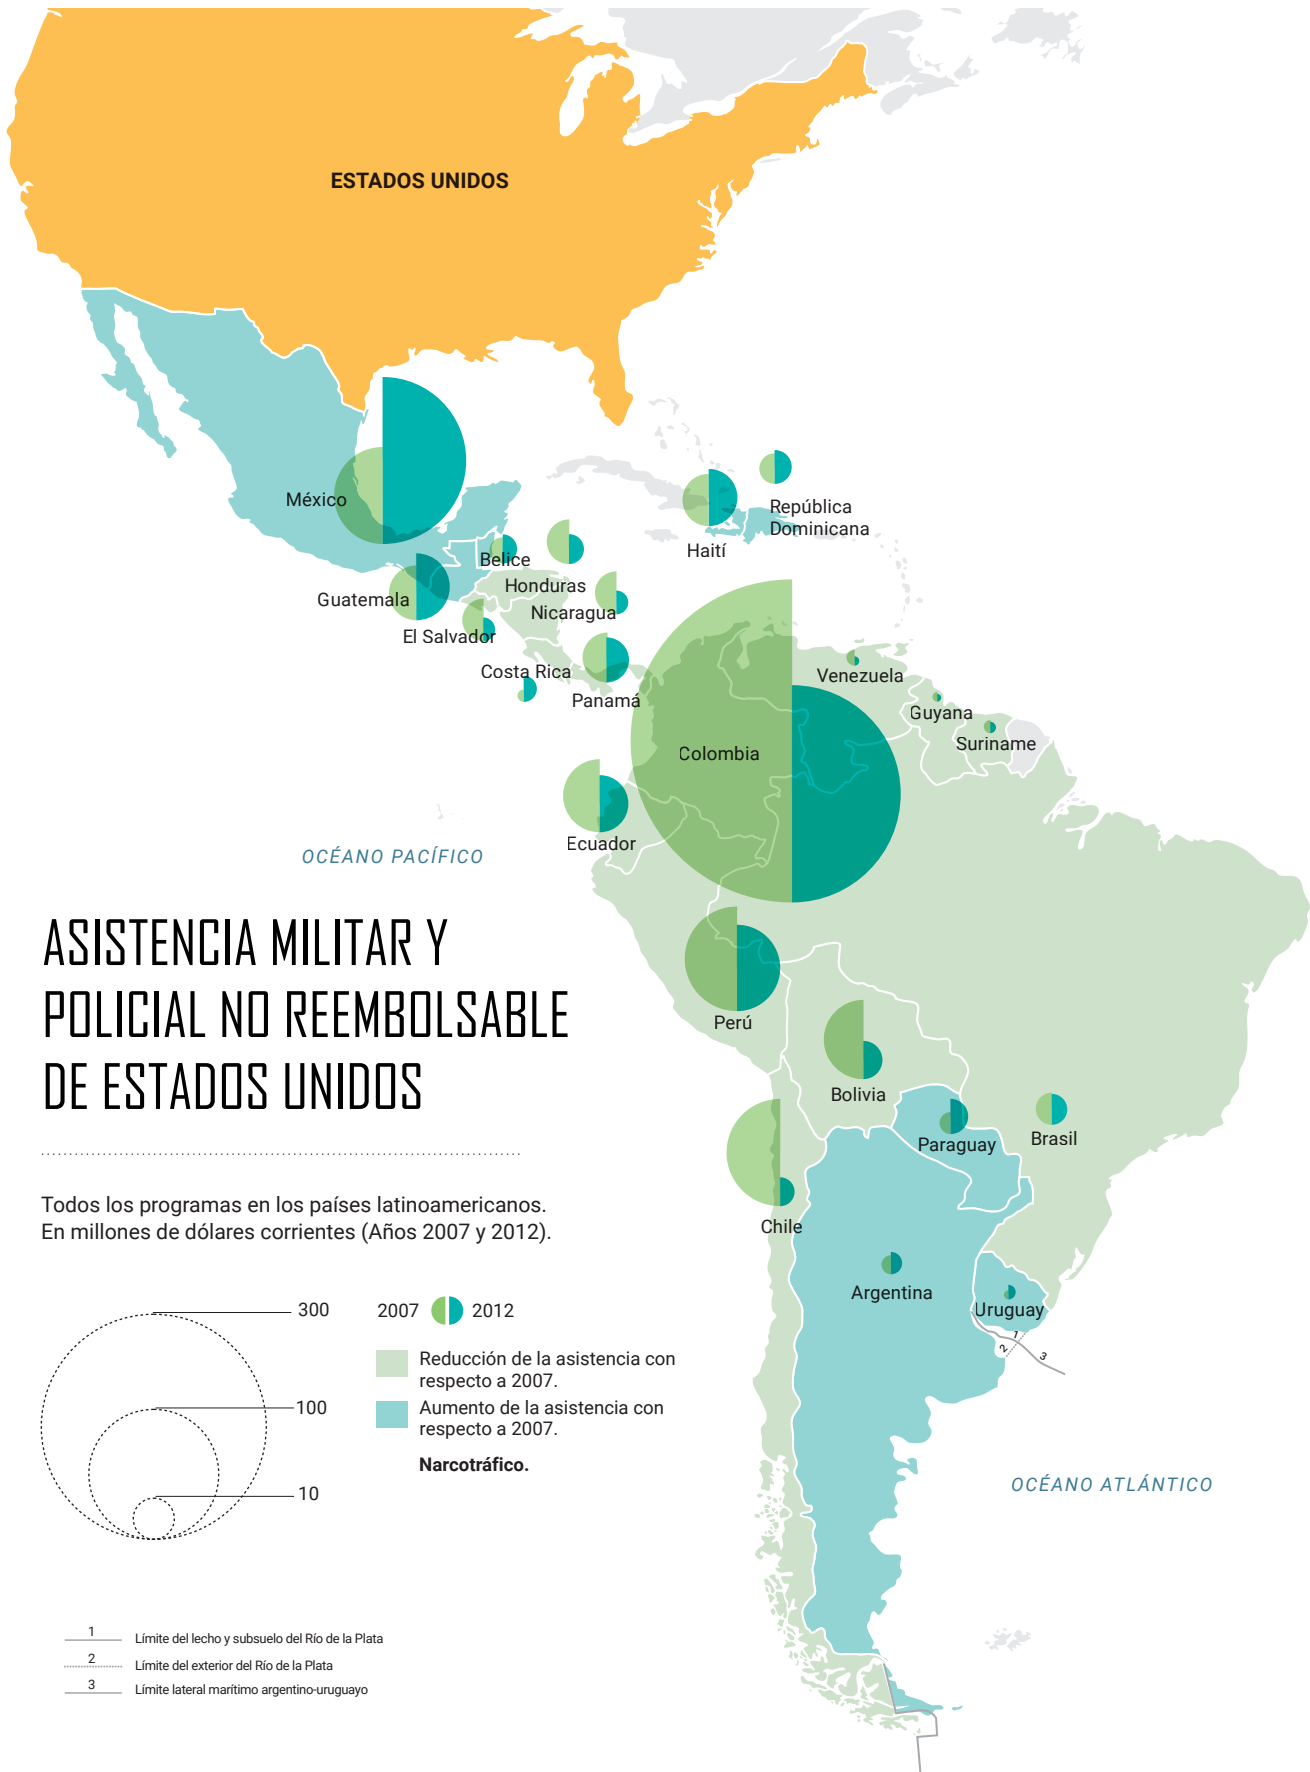 ESTADOS UNIDOS
México
Haití
República
Dominicana
Belice
Honduras
Guatemala
Nicaragua
El Salvador
Costa Rica
Panamá
Venezuela
Guyana
Suriname
Colombia
Ecuador
OCÉANO PACÍFICO
ASISTENCIA MILITAR Y
POLICIAL NO REEMBOLSABLE
DE ESTADOS UNIDOS
Perú
Bolivia
Paraguay
Brasil
Chile
Argentina
Uruguay
1
2
3
Todos los programas en los países latinoamericanos.
En millones de dólares corrientes (Años 2007 y 2012).
300
100
10
2007 2012
Reducción de la asistencia con
respecto a 2007.
Aumento de la asistencia con
respecto a 2007.
Narcotráfico.
OCÉANO ATLÁNTICO
1 Límite del lecho y subsuelo del Río de la Plata
2 Límite del exterior del Río de la Plata
3 Límite lateral marítimo argentino-uruguayo